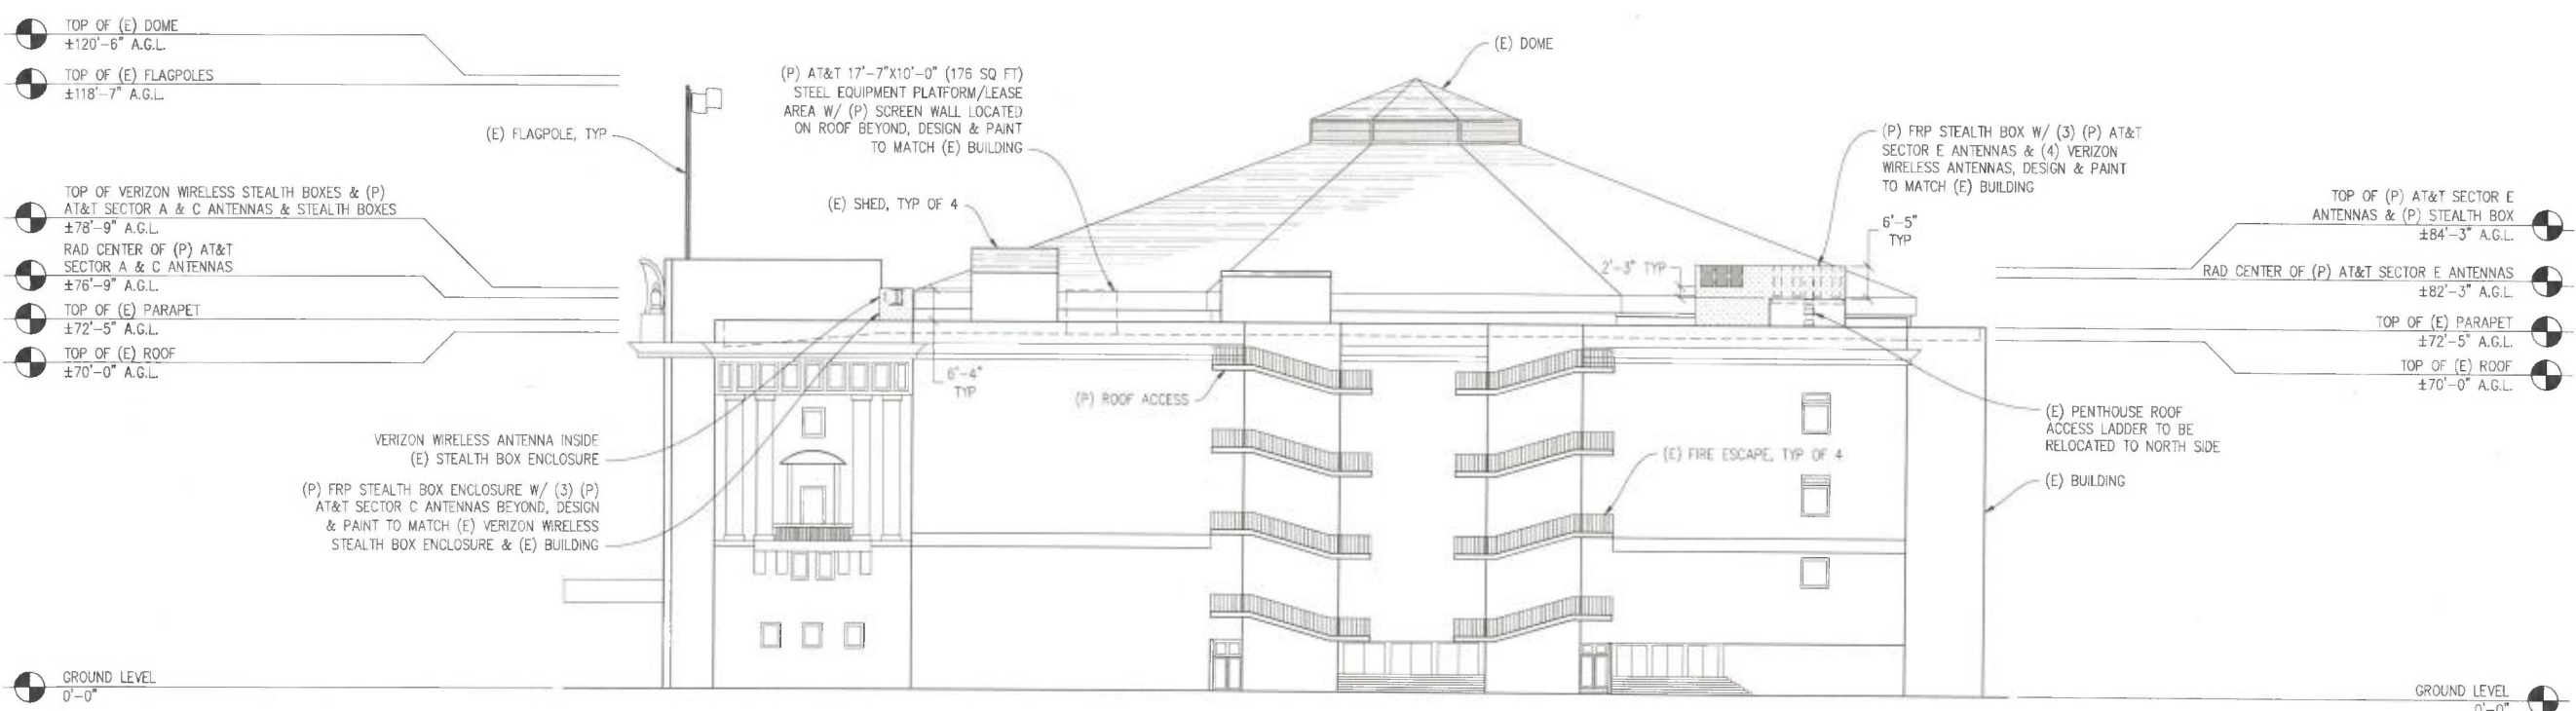 TOP OF (E) DOME
±120'-6" A.G.L.
TOP OF (E) FLAGPOLES
±118'-7" A.G.L.
(E) FLAGPOLE, TYP
TOP OF VERIZON WIRELESS STEALTH BOXES & (P)
AT&T SECTOR A & C ANTENNAS & STEALTH BOXES
±78'-9" A.G.L.
RAD CENTER OF (P) AT&T
SECTOR A & C ANTENNAS
±76'-9" A.G.L.
TOP OF (E) PARAPET
±72'-5" A.G.L.
TOP OF (E) ROOF
±70'-0" A.G.L.
VERIZON WIRELESS ANTENNA INSIDE
(E) STEALTH BOX ENCLOSURE
(P) FRP STEALTH BOX ENCLOSURE W/ (3) (P)
AT&T SECTOR C ANTENNAS BEYOND, DESIGN
& PAINT TO MATCH (E) VERIZON WIRELESS
STEALTH BOX ENCLOSURE & (E) BUILDING
GROUND LEVEL
0'-0"
(P) AT&T 17'-7"X10'-0" (176 SQ FT)
STEEL EQUIPMENT PLATFORM/LEASE
AREA W/ (P) SCREEN WALL LOCATED
ON ROOF BEYOND, DESIGN & PAINT
TO MATCH (E) BUILDING
(E) SHED, TYP OF 4
6'-4"
TYP
(P) ROOF ACCESS
(E) DOME
2'-3" TYP
(E) FIRE ESCAPE, TYP OF 4
(P) FRP STEALTH BOX W/ (3) (P) AT&T
SECTOR E ANTENNAS & (4) VERIZON
WIRELESS ANTENNAS, DESIGN & PAINT
TO MATCH (E) BUILDING
6'-5"
TYP
TOP OF (P) AT&T SECTOR E
ANTENNAS & (P) STEALTH BOX
±84'-3" A.G.L.
RAD CENTER OF (P) AT&T SECTOR E ANTENNAS
±82'-3" A.G.L.
TOP OF (E) PARAPET
±72'-5" A.G.L.
TOP OF (E) ROOF
±70'-0" A.G.L.
(E) PENTHOUSE ROOF
ACCESS LADDER TO BE
RELOCATED TO NORTH SIDE
(E) BUILDING
GROUND LEVEL
0'-0"